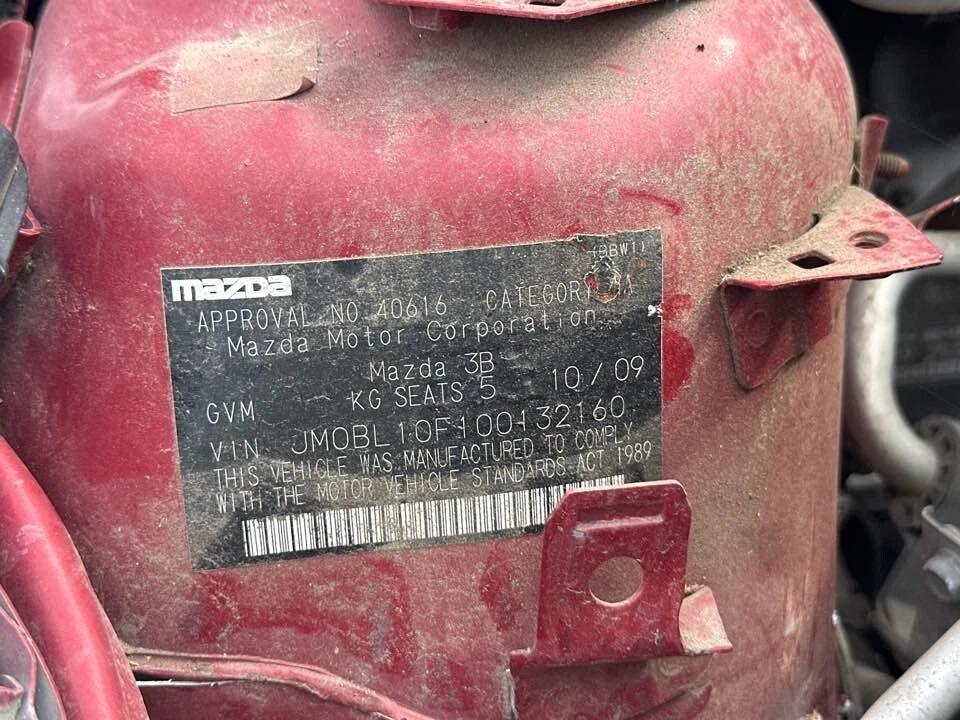 (BBW1)
mazda
APPROVAL NO 40616 CATEGORY
Mazda Motor Corporation
Mazda 3B
10/09
GVM KG SEATS 5
VIN JM0BL10F100132160
THIS VEHICLE WAS MANUFACTURED TO COMPLY
WITH THE MOTOR VEHICLE STANDARDS ACT 1989